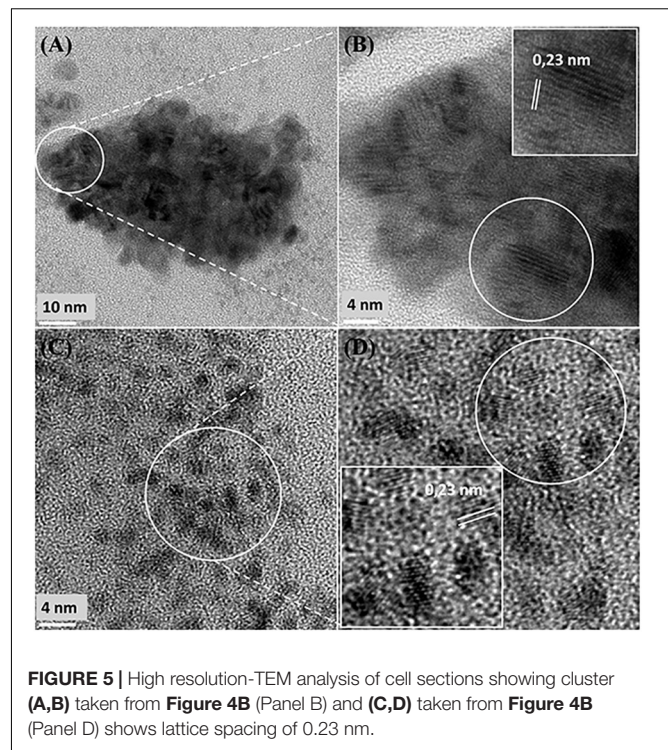 (A)
(B)
0,23 nm
10 nm
4 nm
(C)
(D)
0,23 nm
4 nm
FIGURE 5 | High resolution-TEM analysis of cell sections showing cluster
(A,B) taken from Figure 4B (Panel B) and (C,D) taken from Figure 4B
(Panel D) shows lattice spacing of 0.23 nm.